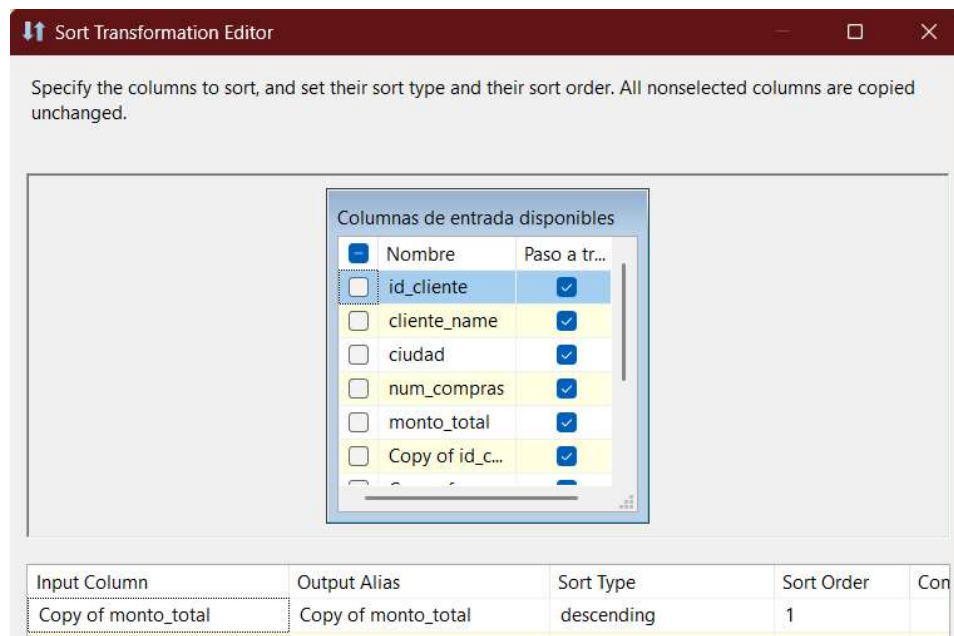 Sort Transformation Editor
Specify the columns to sort, and set their sort type and their sort order. All nonselected columns are copied
unchanged.
Columnas de entrada disponibles
Nombre Paso a tr...
id_cliente
cliente_name
ciudad
num_compras
monto_total
Copy of id_c...
Input Column Output Alias Sort Type Sort Order Com
Copy of monto_total Copy of monto_total descending 1